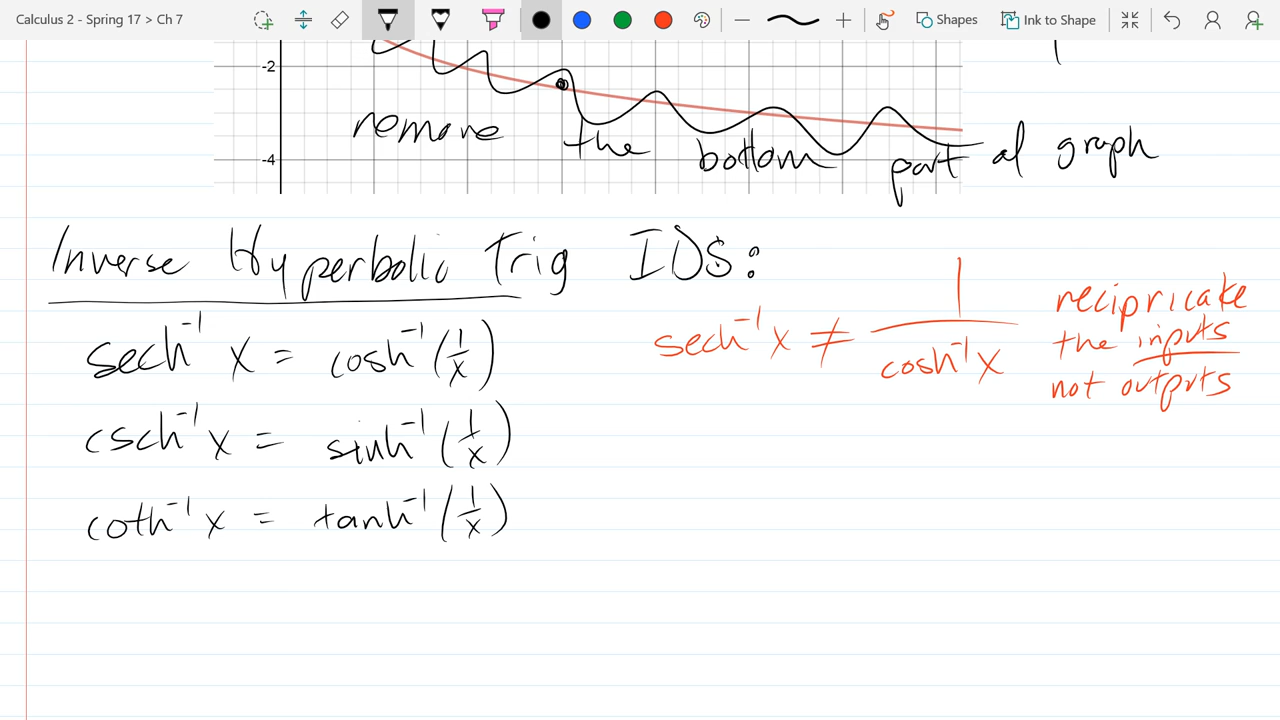 Calculus 2 - Spring 17 > Ch 7
Shapes
Ink to Shape
-2
-4
remove the bottom part of graph
Inverse Hyperbolic Trig IDS:
sech⁻¹ x = cosh⁻¹(1/x)
csch⁻¹ x = sinh⁻¹(1/x)
coth⁻¹ x = tanh⁻¹(1/x)
sech⁻¹ x ≠ 1/cosh⁻¹ x
recipricate
the inputs
not outputs